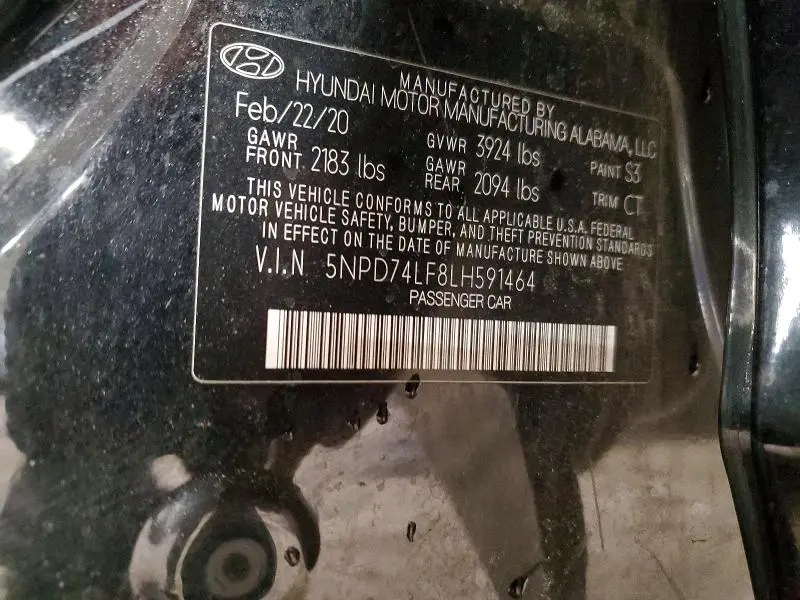 MANUFACTURED BY
HYUNDAI MOTOR MANUFACTURING ALABAMA, LLC
Feb/22/20 GVWR 3924 lbs PAINT S3
GAWR FRONT 2183 lbs GAWR REAR. 2094 lbs TRIM CT
THIS VEHICLE CONFORMS TO ALL APPLICABLE U.S.A. FEDERAL
MOTOR VEHICLE SAFETY, BUMPER, AND THEFT PREVENTION STANDARDS
IN EFFECT ON THE DATE OF MANUFACTURE SHOWN ABOVE
V.I.N 5NPD74LF8LH591464
PASSENGER CAR